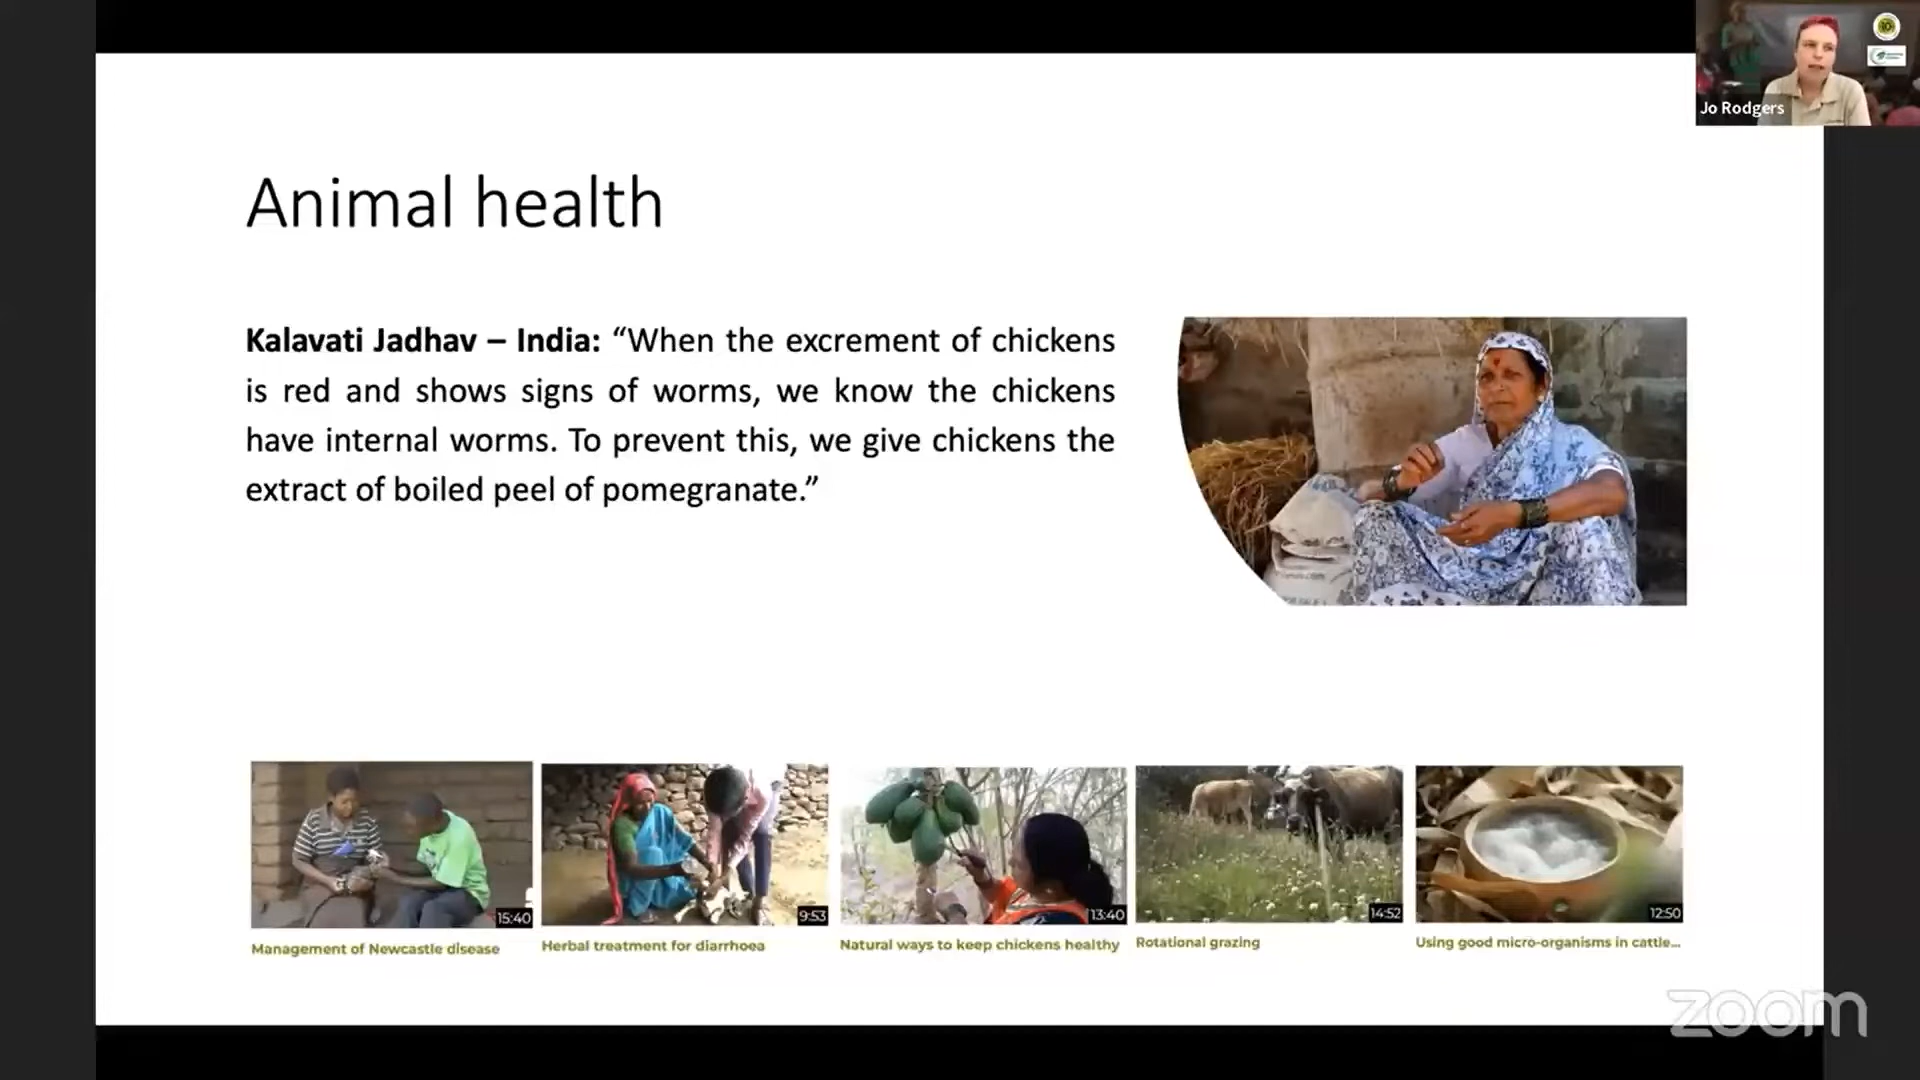 Jo Rodgers
Animal health
Kalavati Jadhav – India: “When the excrement of chickens
is red and shows signs of worms, we know the chickens
have internal worms. To prevent this, we give chickens the
extract of boiled peel of pomegranate.”
15:40
9:53
13:40
14:52
12:50
Management of Newcastle disease
Herbal treatment for diarrhoea
Natural ways to keep chickens healthy
Rotational grazing
Using good micro-organisms in cattle...
zoom